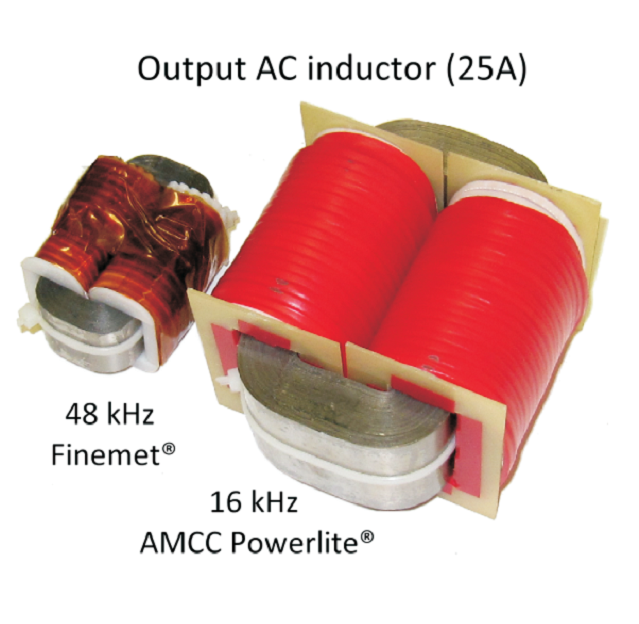 Output AC inductor (25A)
48 kHz
Finemet®
16 kHz
AMCC Powerlite®